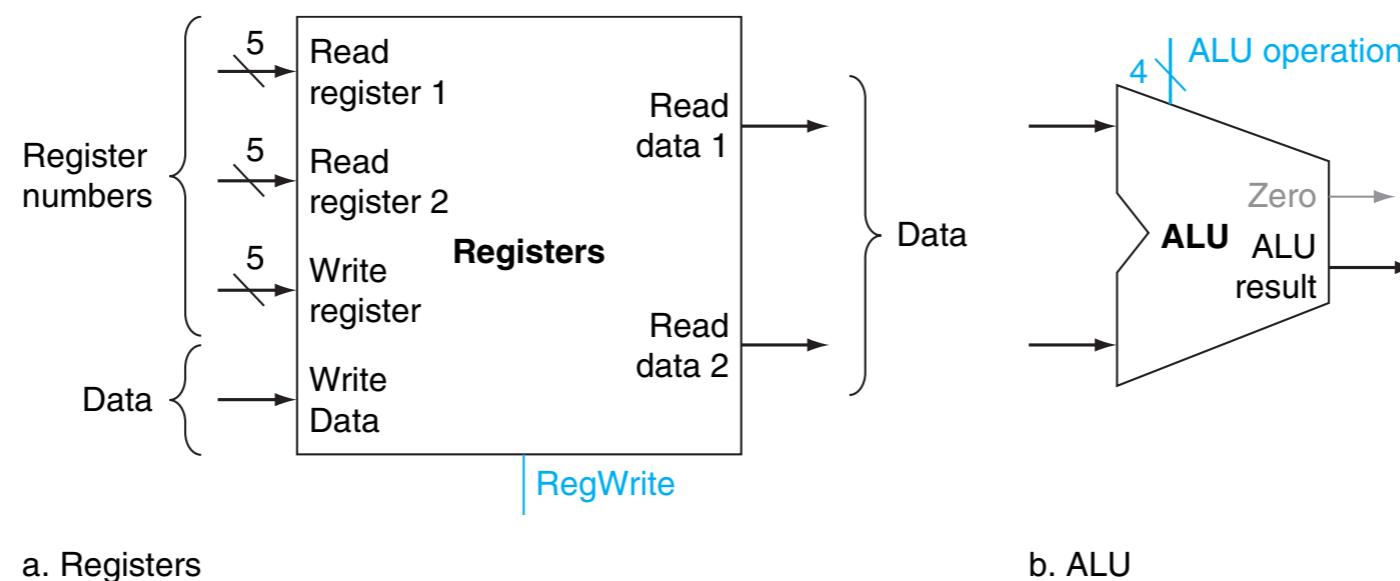 Register
numbers
Data
5
Read
register 1
5
Read
register 2
5
Write
register
Write
Data
Registers
Read
data 1
Read
data 2
Data
RegWrite
a. Registers
4
ALU operation
Zero
ALU
ALU
result
b. ALU